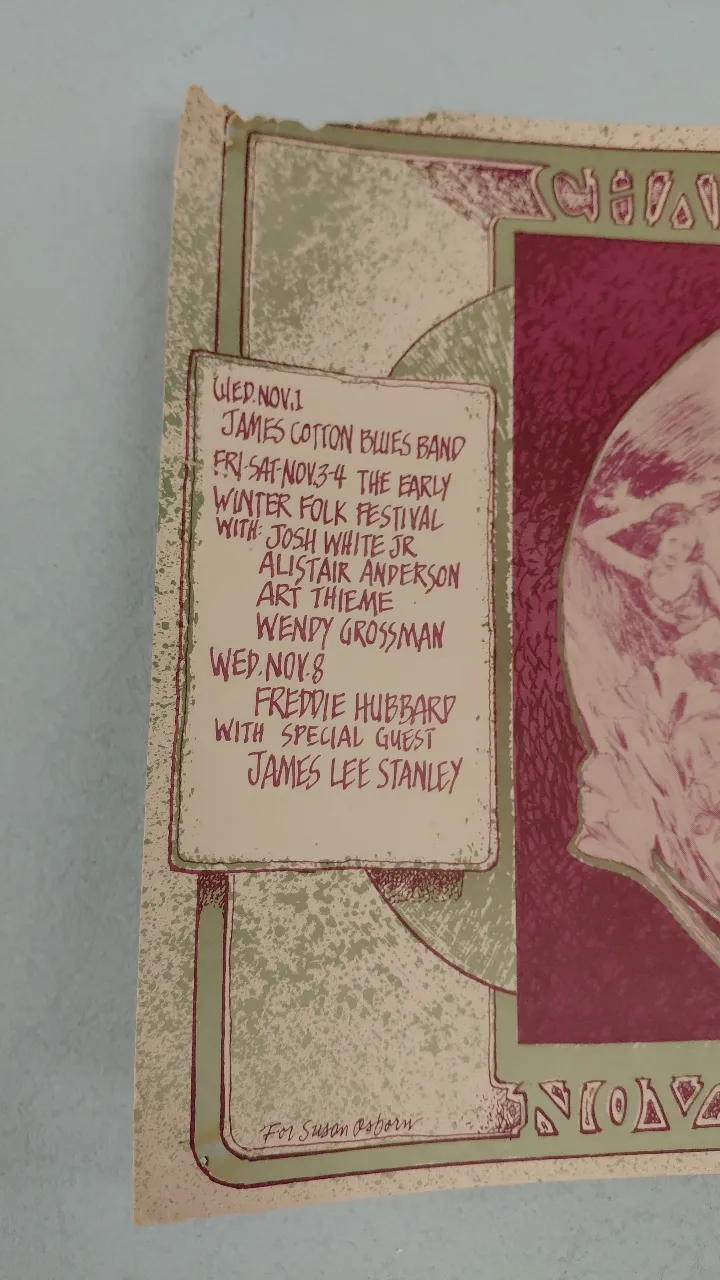 CHA
WED. NOV. 1
JAMES COTTON BLUES BAND
FRI-SAT-NOV. 3-4 THE EARLY
WINTER FOLK FESTIVAL
WITH: JOSH WHITE JR
ALISTAIR ANDERSON
ART THIEME
WENDY GROSSMAN
WED. NOV. 8
FREDDIE HUBBARD
WITH SPECIAL GUEST
JAMES LEE STANLEY
For Susan Osborn